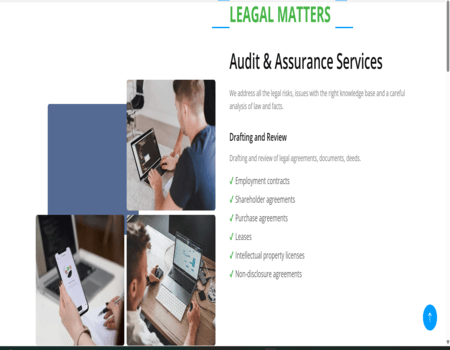 LEAGAL MATTERS
Audit & Assurance Services
We address all the legal risks, issues with the right knowledge base and a careful
analysis of law and facts.
Drafting and Review
Drafting and review of legal agreements, documents, deeds.
✓ Employment contracts
✓ Shareholder agreements
✓ Purchase agreements
✓ Leases
✓ Intellectual property licenses
✓ Non-disclosure agreements